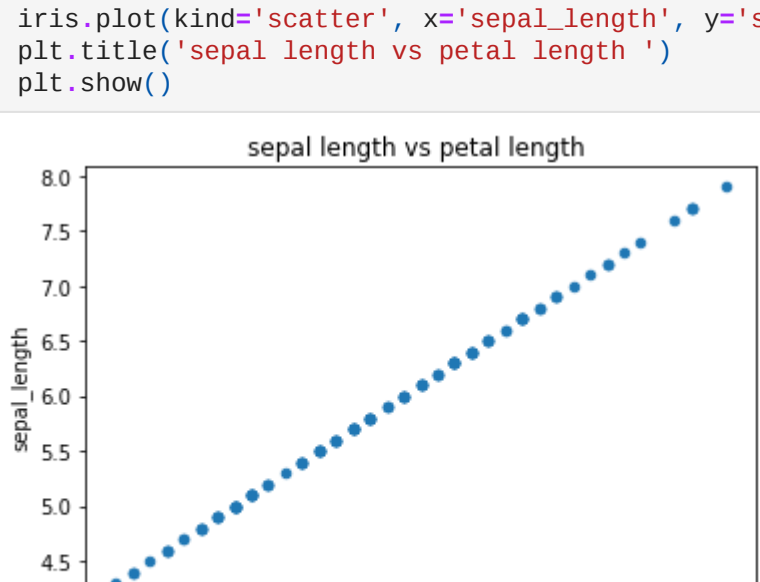 iris.plot(kind='scatter', x='sepal_length', y='s
plt.title('sepal length vs petal length ')
plt.show()
sepal length vs petal length
8.0
7.5
7.0
6.5
sepal_length
6.0
5.5
5.0
4.5